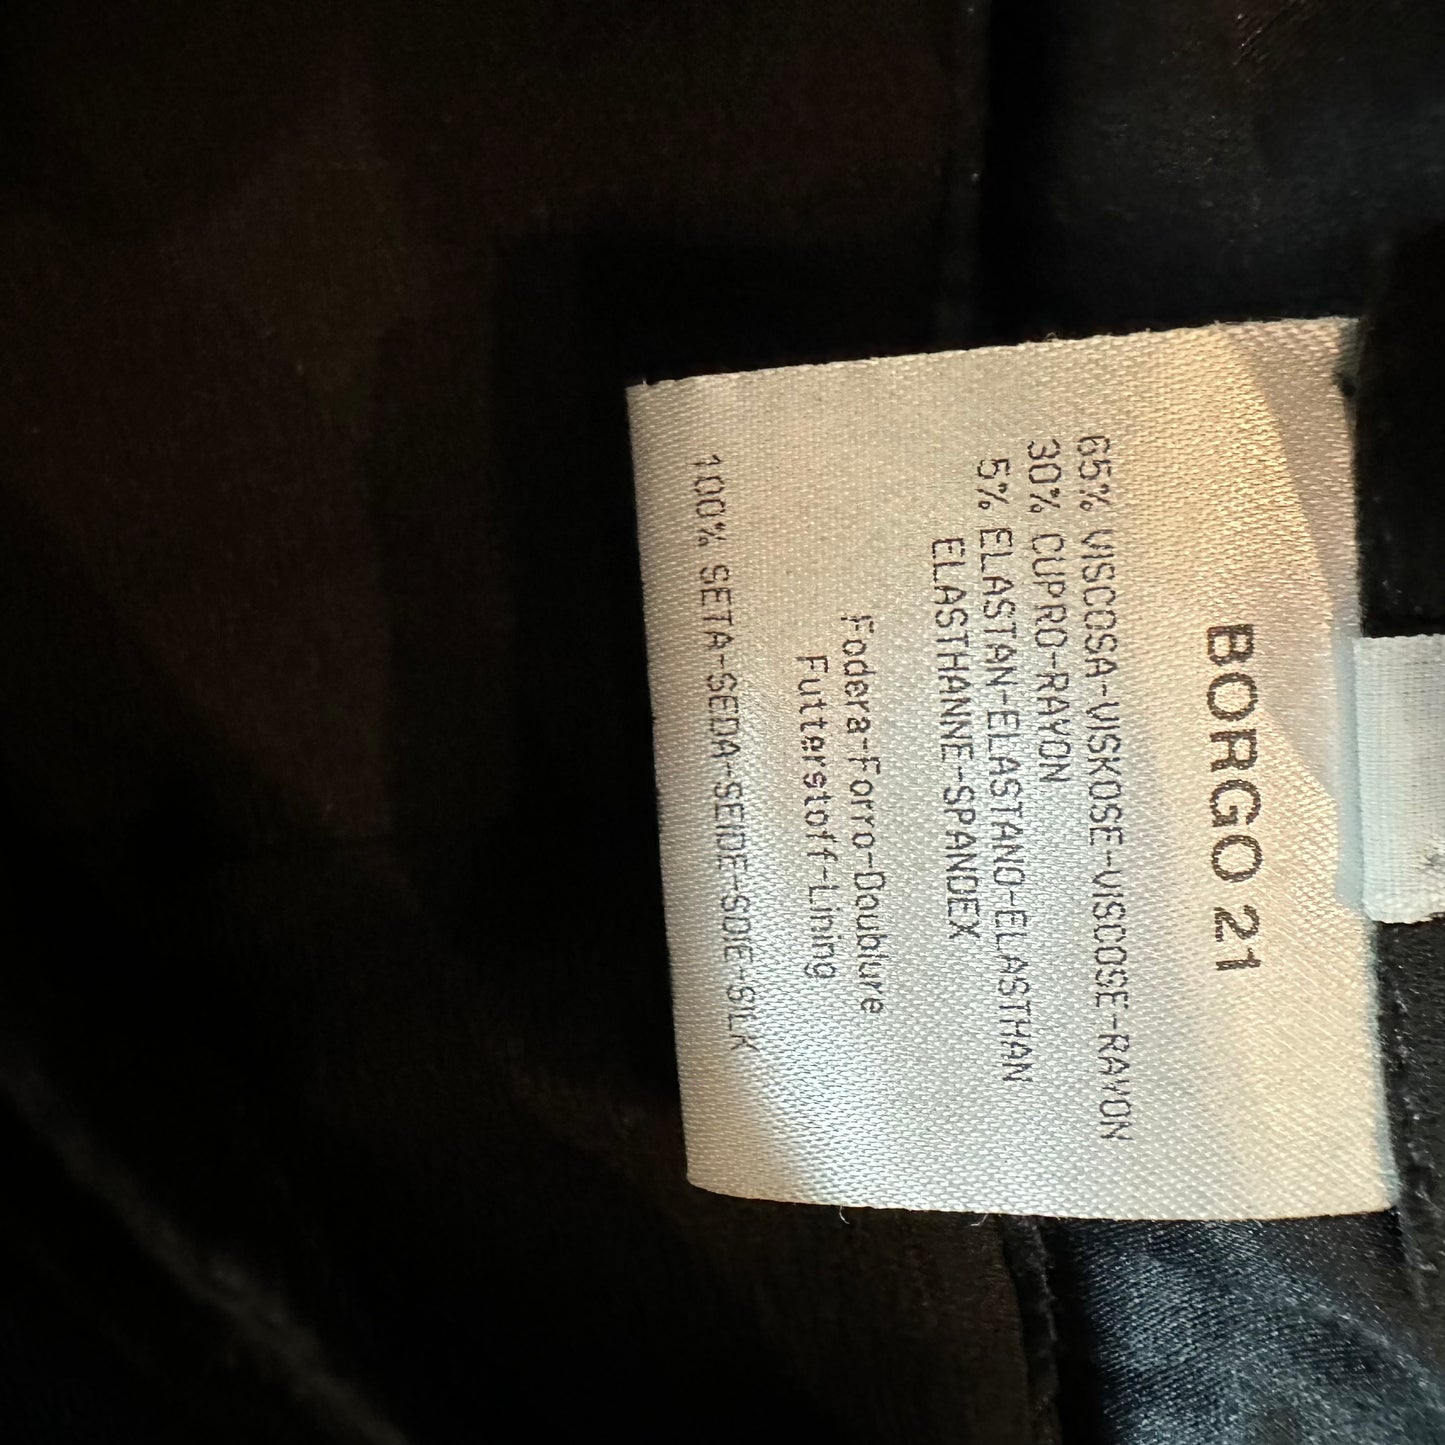 BORGO 21
65% VISCOSA-VISKOSE-VISCOSE-RAYON
30% CUPRO-RAYON
5% ELASTAN-ELASTANO-ELASTHAN
ELASTHANNE-SPANDEX
Fodera-Forro-Doublure
Futterstoff-Lining
100% SETA-SEDA-SEIDE-SOIE-SILK